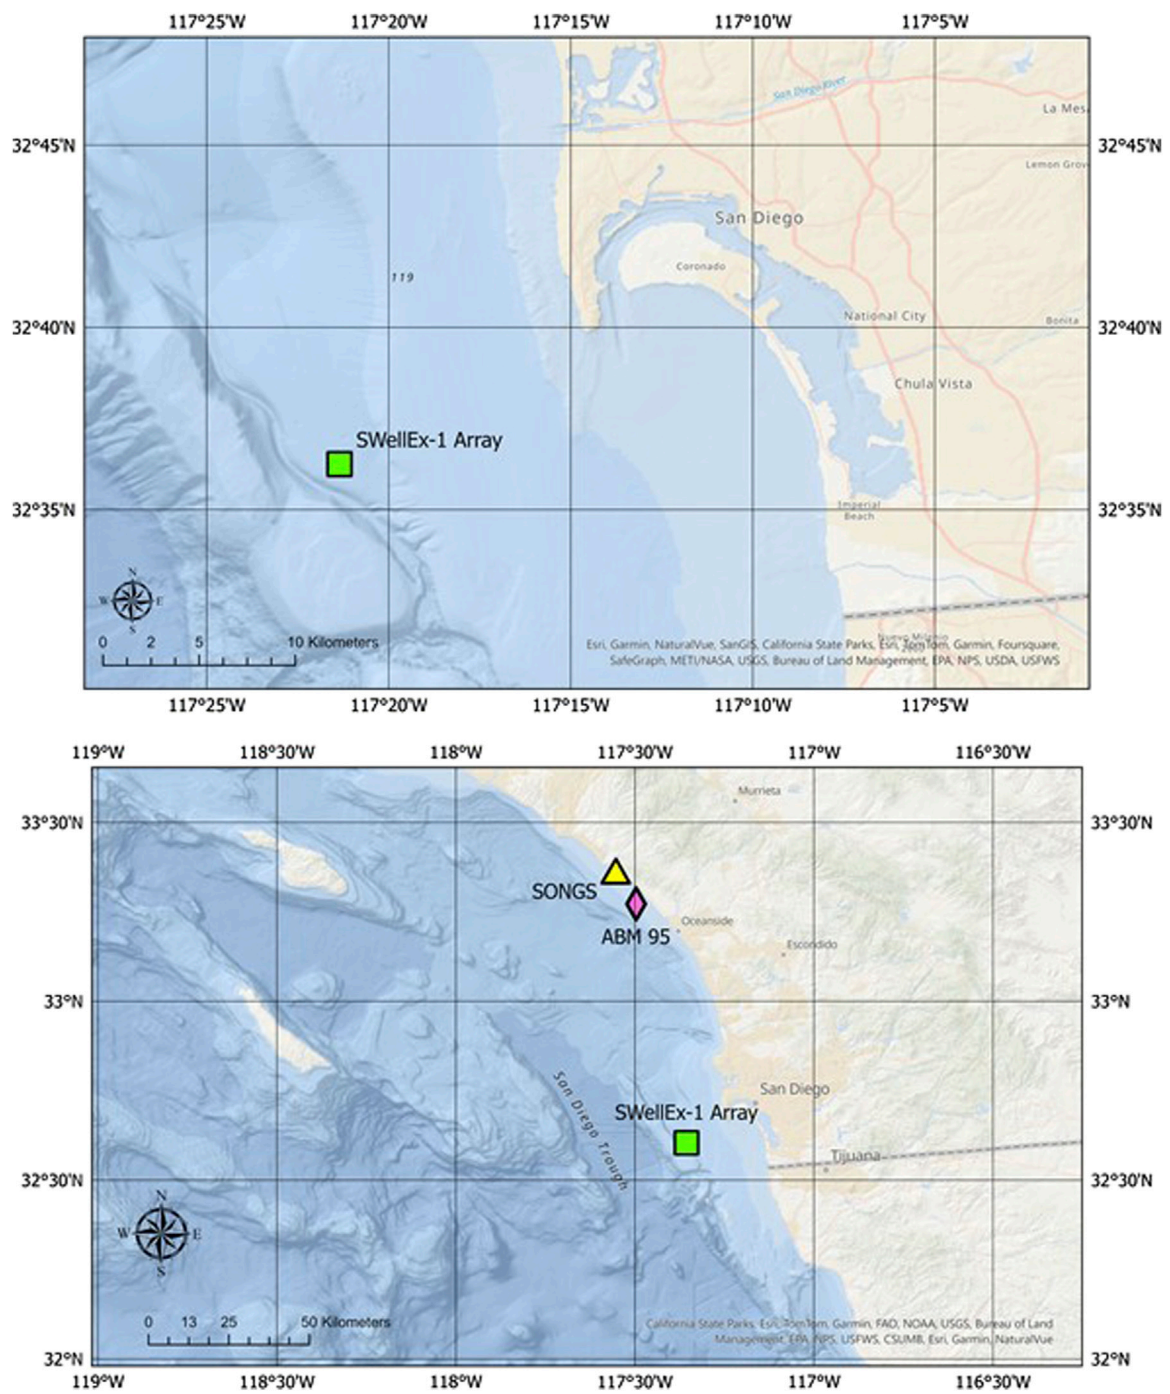 117°25'W 117°20'W 117°15'W 117°10'W 117°5'W
San Diego River
La Mesa
32°45'N 32°45'N
Lemon Grov
San Diego
Coronado
119
National City
Bonita
32°40'N 32°40'N
Chula Vista
SWellEx-1 Array
32°35'N 32°35'N
Imperial
Beach
N
W E
S
0 2 5 10 Kilometers
Esri, Garmin, NaturalVue, SanGIS, California State Parks, Esri, TomTom, Garmin, Foursquare,
SafeGraph, METI/NASA, USGS, Bureau of Land Management, EPA, NPS, USDA, USFWS
117°25'W 117°20'W 117°15'W 117°10'W 117°5'W
119°W 118°30'W 118°W 117°30'W 117°W 116°30'W
Murrieta
33°30'N 33°30'N
SONGS
Oceanside
ABM 95
Escondido
33°N 33°N
San Diego Trough
San Diego
SWellEx-1 Array
Tijuana
32°30'N 32°30'N
N
W E
S
0 13 25 50 Kilometers
California State Parks, Esri, TomTom, Garmin, FAO, NOAA, USGS, Bureau of Land
Management, EPA, NPS, USFWS, CSUMB, Esri, Garmin, NaturalVue
32°N 32°N
119°W 118°30'W 118°W 117°30'W 117°W 116°30'W